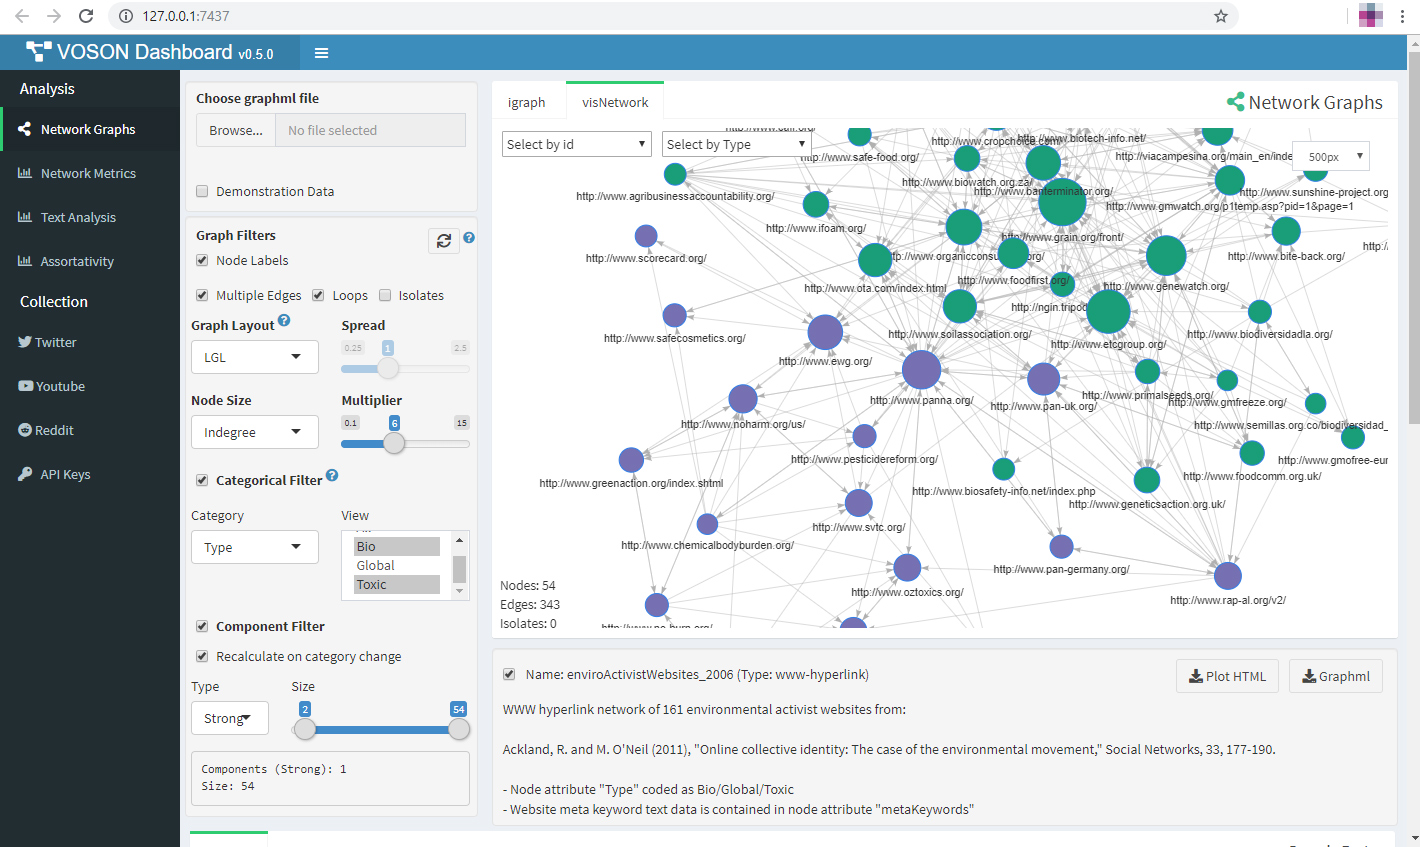 127.0.0.1:7437
VOSON Dashboard v0.5.0
Analysis
Network Graphs
Network Metrics
Text Analysis
Assortativity
Collection
Twitter
Youtube
Reddit
API Keys
Choose graphml file
Browse... No file selected
Demonstration Data
Graph Filters
Node Labels
Multiple Edges Loops Isolates
Graph Layout Spread
LGL 0.25 1 2.5
Node Size Multiplier
Indegree 0.1 6 15
Categorical Filter
Category View
Type
Bio
Global
Toxic
Component Filter
Recalculate on category change
Type Size
Strong 2 54
Components (Strong): 1
Size: 54
igraph visNetwork Network Graphs
Select by id Select by Type
500px
http://www.cropchoice.com
http://www.biotech-info.net/
http://www.safe-food.org/
http://viacampesina.org/main_en/inde
http://www.biowatch.org.za/
http://www.banterminator.org/
http://www.sunshine-project.org
http://www.agribusinessaccountability.org/
http://www.gmwatch.org/p1temp.asp?pid=1&page=1
http://www.ifoam.org/
http://www.grain.org/front/
http://www.scorecard.org/
http://www.organicconsu
.org/
http://www.bite-back.org/
http://www.foodfirst.org/
http://www.ota.com/index.html
http://www.genewatch.org/
http://ngin.tripod
http://www.safecosmetics.org/
http://www.soilassociation.org/
http://www.biodiversidadla.org/
http://www.etcgroup.org/
http://www.ewg.org/
http://www.panna.org/
http://www.pan-uk.org/
http://www.primalseeds.org/
http://www.gmfreeze.org/
http://www.noharm.org/us/
http://www.semillas.org.co/biodiversidad_
http://www.pesticidereform.org/
http://www.gmofree-eur
http://www.foodcomm.org.uk/
http://www.greenaction.org/index.shtml
http://www.biosafety-info.net/index.php
http://www.geneticsaction.org.uk/
http://www.svtc.org/
http://www.chemicalbodyburden.org/
http://www.pan-germany.org/
http://www.oztoxics.org/
http://www.rap-al.org/v2/
Nodes: 54
Edges: 343
Isolates: 0
Name: enviroActivistWebsites_2006 (Type: www-hyperlink)
Plot HTML Graphml
WWW hyperlink network of 161 environmental activist websites from:
Ackland, R. and M. O'Neil (2011), "Online collective identity: The case of the environmental movement," Social Networks, 33, 177-190.
- Node attribute "Type" coded as Bio/Global/Toxic
- Website meta keyword text data is contained in node attribute "metaKeywords"